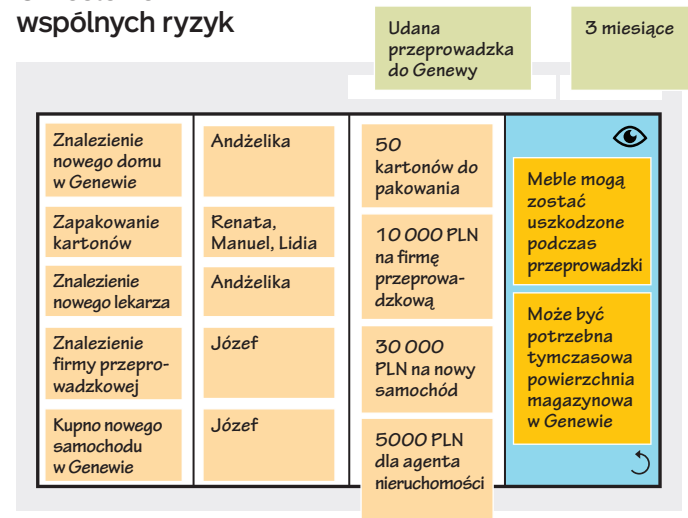 wspólnych ryzyk
Udana
przeprowadzka
do Genewy
3 miesiące
Znalezienie
nowego domu
w Genewie
Zapakowanie
kartonów
Znalezienie
nowego lekarza
Znalezienie
firmy przepro-
wadzkowej
Kupno nowego
samochodu
w Genewie
Andżelika
Renata,
Manuel, Lidia
Andżelika
Józef
Józef
50
kartonów do
pakowania
10 000 PLN
na firmę
przeprowa-
dzkową
30 000
PLN na nowy
samochód
5000 PLN
dla agenta
nieruchomości
Meble mogą
zostać
uszkodzone
podczas
przeprowadzki
Może być
potrzebna
tymczasowa
powierzchnia
magazynowa
w Genewie